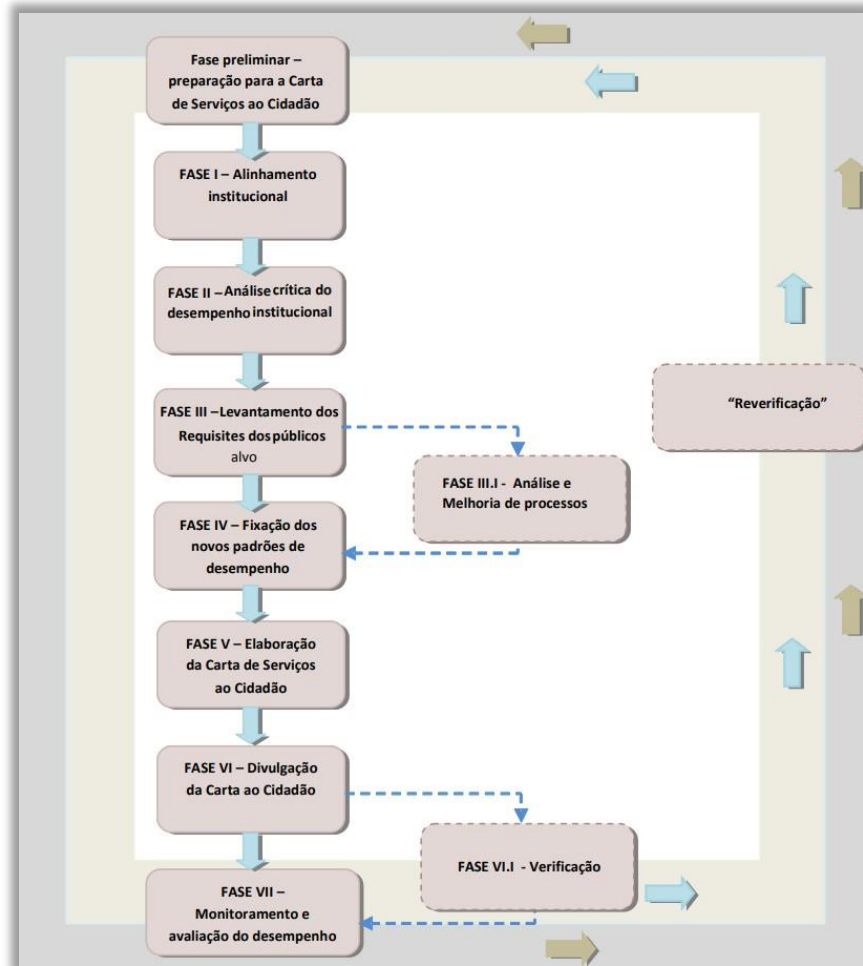 Fase preliminar –
preparação para a Carta
de Serviços ao Cidadão
FASE I – Alinhamento
institucional
FASE II – Análise crítica do
desempenho institucional
FASE III – Levantamento dos
Requisites dos públicos
alvo
FASE III.I - Análise e
Melhoria de processos
FASE IV – Fixação dos
novos padrões de
desempenho
FASE V – Elaboração
da Carta de Serviços
ao Cidadão
FASE VI – Divulgação
da Carta ao Cidadão
FASE VI.I - Verificação
FASE VII –
Monitoramento e
avaliação do desempenho
“Reverificação”